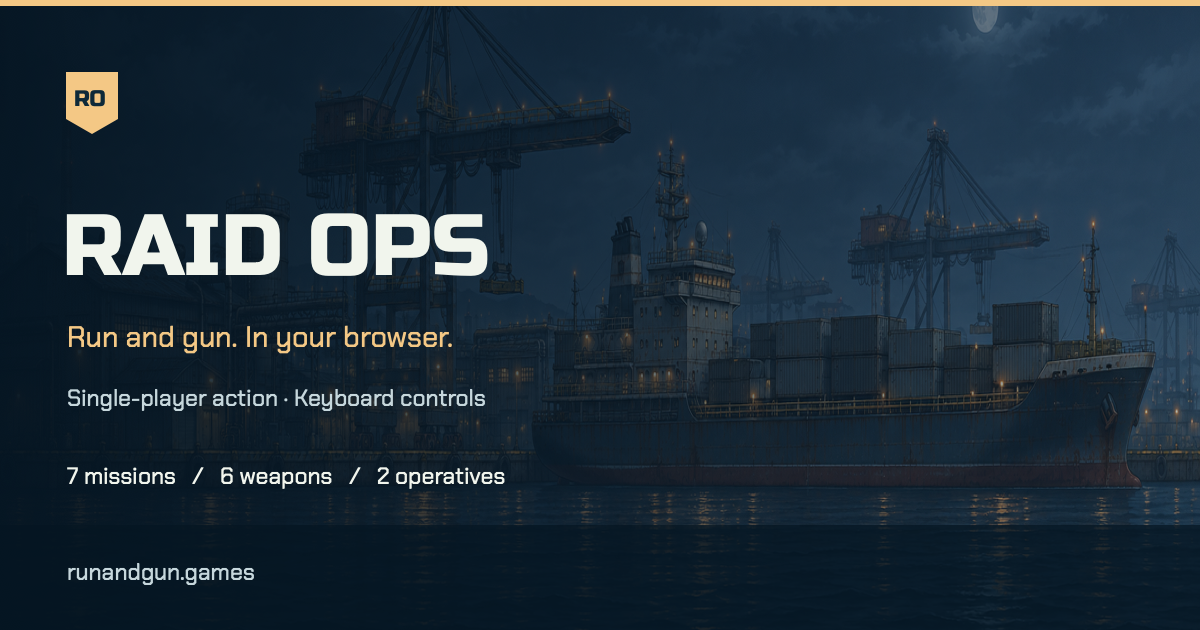 RO
RAID OPS
Run and gun. In your browser.
Single-player action · Keyboard controls
7 missions / 6 weapons / 2 operatives
runandgun.games